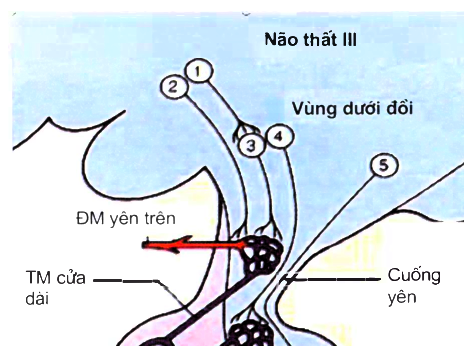 Não thất III
1
2
Vùng dưới đồi
3
4
5
ĐM yên trên
TM cửa
dài
Cuống
yên